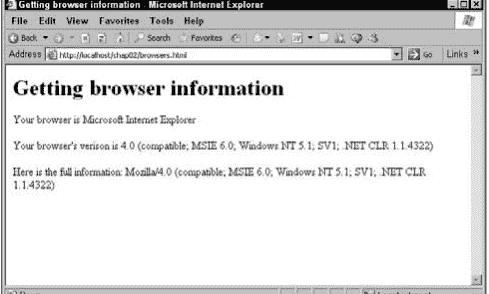 Getting browser information - Microsoft Internet Explorer
File Edit View Favorites Tools Help
Back Search Favorites
Address http://localhost/chap02/browsers.html Go Links »
Getting browser information
Your browser is Microsoft Internet Explorer
Your browser's verison is 4.0 (compatible; MSIE 6.0; Windows NT 5.1; SV1; .NET CLR 1.1.4322)
Here is the full information: Mozilla/4.0 (compatible; MSIE 6.0; Windows NT 5.1; SV1; .NET CLR
1.1.4322)